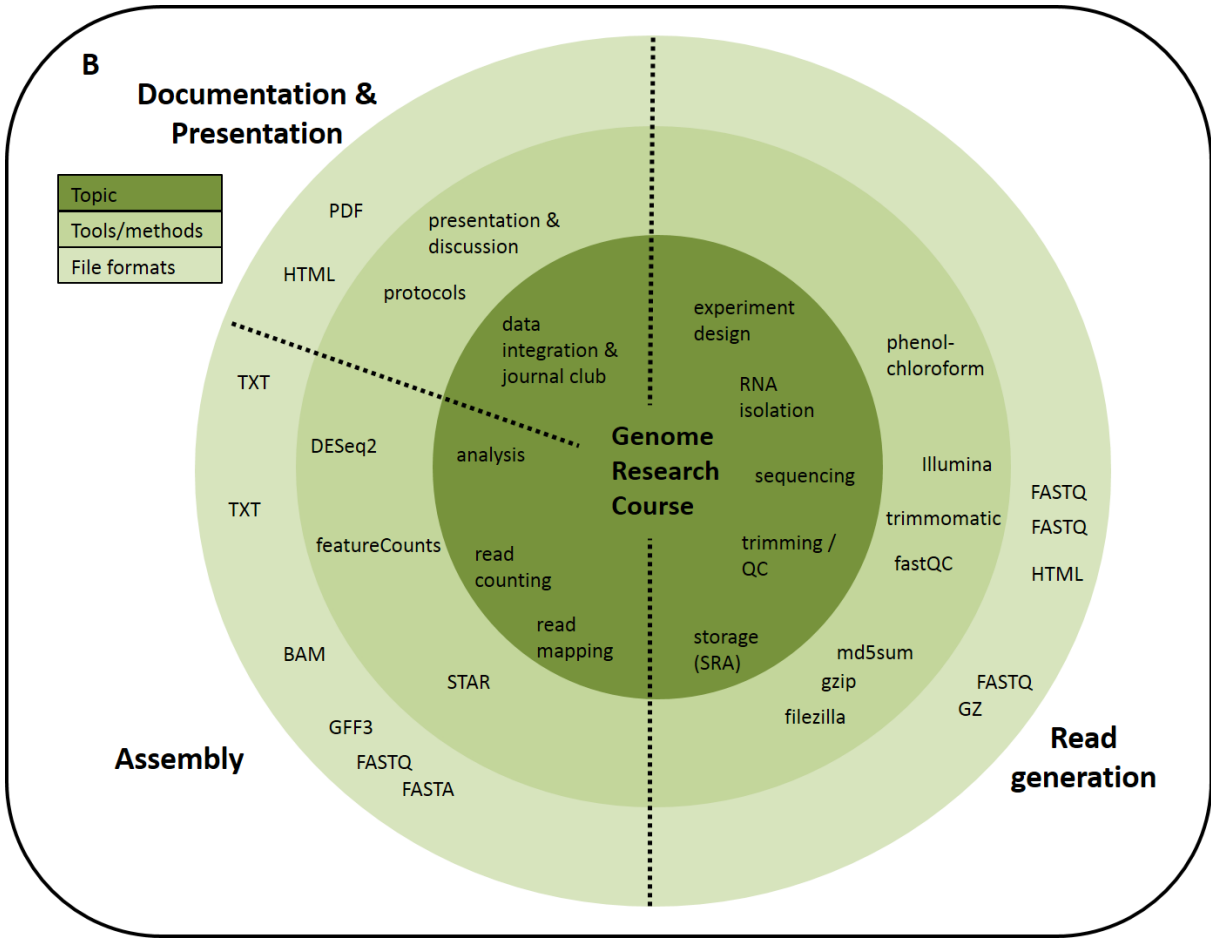 B
Documentation &
Presentation
Topic
Tools/methods
File formats
PDF
HTML
presentation &
discussion
protocols
data
integration &
journal club
experiment
design
RNA
isolation
phenol-
chloroform
Genome
Research
Course
sequencing
Illumina
FASTQ
trimmomatic
FASTQ
trimming /
QC
fastQC
HTML
storage
(SRA)
md5sum
gzip
filezilla
FASTQ
GZ
Read
generation
TXT
DESeq2
analysis
TXT
featureCounts
read
counting
BAM
STAR
read
mapping
GFF3
FASTQ
FASTA
Assembly